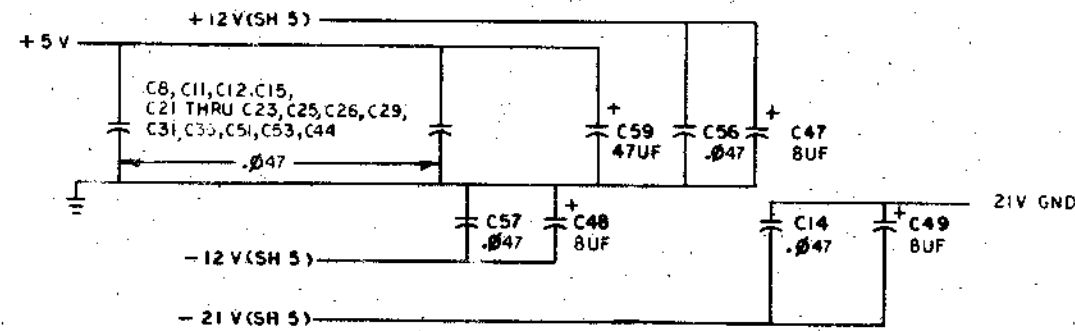 +12V(SH 5)
+5 V
C8, C11, C12, C15,
C21 THRU C23, C25, C26, C29,
C31, C51, C53, C44
.Ø47
+
C59
47UF
C56
.Ø47
+
C47
8UF
C57
.Ø47
+
C48
8UF
-12 V(SH 5)
21V GND
C14
.Ø47
+
C49
8UF
-21 V(SH 5)